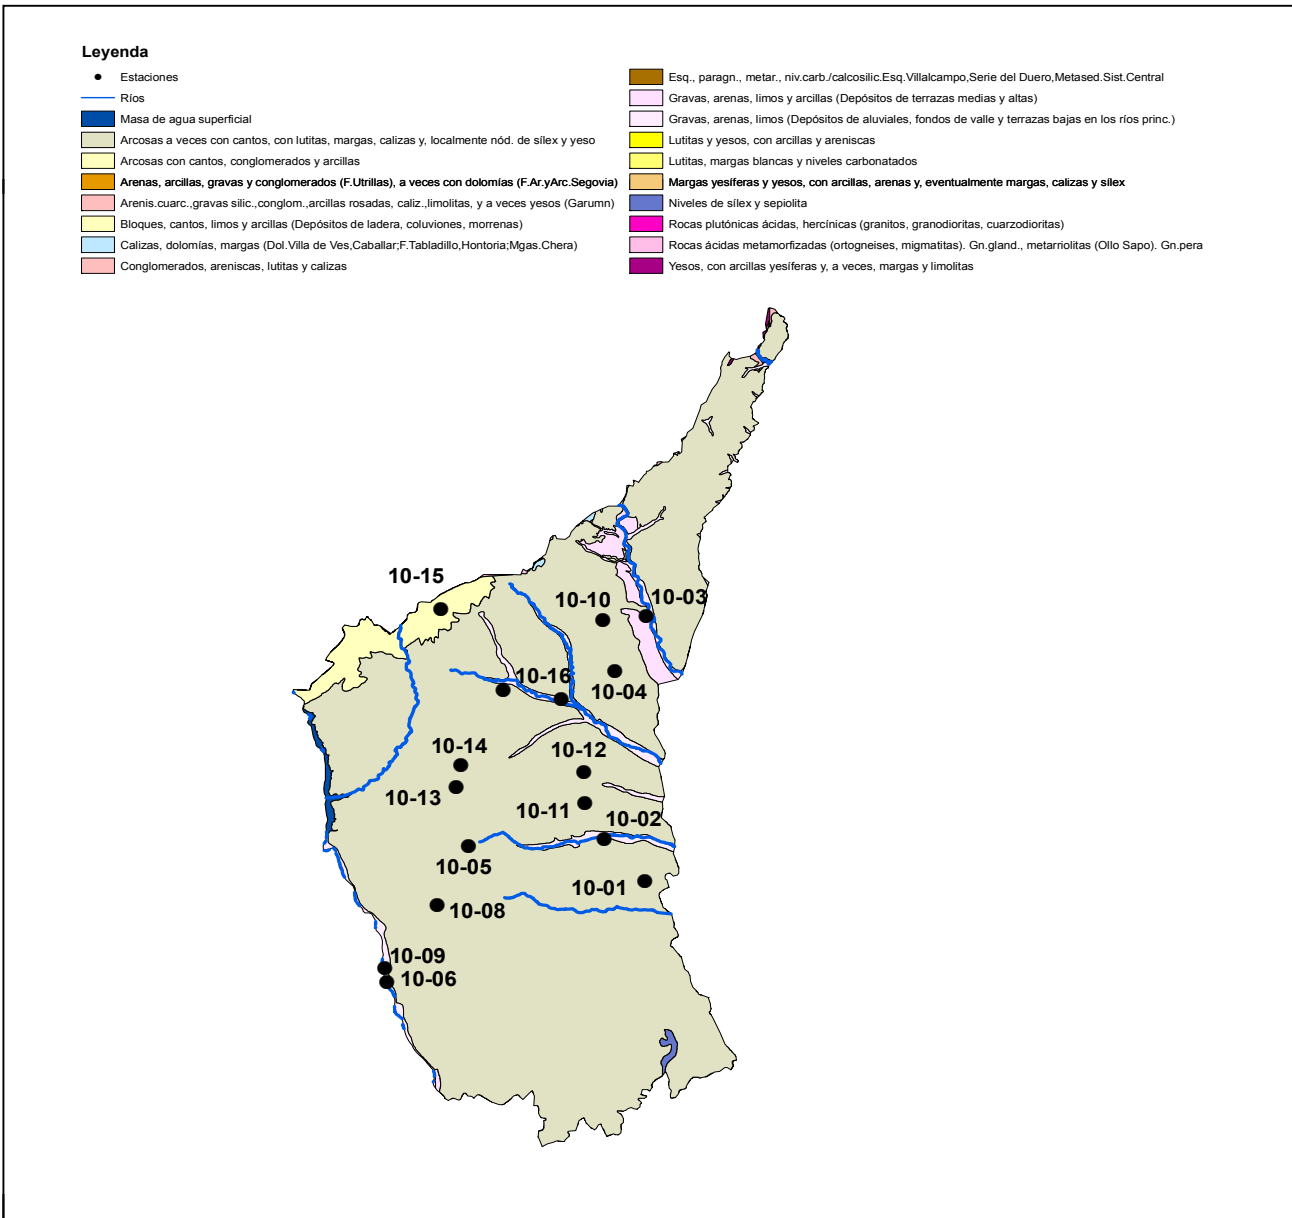 Leyenda
Estaciones
Ríos
Masa de agua superficial
Arcosas a veces con cantos, con lutitas, margas, calizas y, localmente nód. de sílex y yeso
Arcosas con cantos, conglomerados y arcillas
Arenas, arcillas, gravas y conglomerados (F.Utrillas), a veces con dolomías (F.Ar.yArc.Segovia)
Arenis.cuarc.,gravas silic.,conglom.,arcillas rosadas, caliz.,limolitas, y a veces yesos (Garumn)
Bloques, cantos, limos y arcillas (Depósitos de ladera, coluviones, morrenas)
Calizas, dolomías, margas (Dol.Villa de Ves,Caballar;F.Tabladillo,Hontoria;Mgas.Chera)
Conglomerados, areniscas, lutitas y calizas
Esq., paragn., metar., niv.carb./calcosilic.Esq.Villalcampo,Serie del Duero,Metased.Sist.Central
Gravas, arenas, limos y arcillas (Depósitos de terrazas medias y altas)
Gravas, arenas, limos (Depósitos de aluviales, fondos de valle y terrazas bajas en los ríos princ.)
Lutitas y yesos, con arcillas y areniscas
Lutitas, margas blancas y niveles carbonatados
Margas yesíferas y yesos, con arcillas, arenas y, eventualmente margas, calizas y sílex
Niveles de sílex y sepiolita
Rocas plutónicas ácidas, hercínicas (granitos, granodioritas, cuarzodioritas)
Rocas ácidas metamorfizadas (ortogneises, migmatitas). Gn.gland., metarriolitas (Ollo Sapo). Gn.pera
Yesos, con arcillas yesíferas y, a veces, margas y limolitas
10-15
10-10
10-03
10-16
10-04
10-14
10-12
10-13
10-11
10-02
10-05
10-01
10-08
10-09
10-06